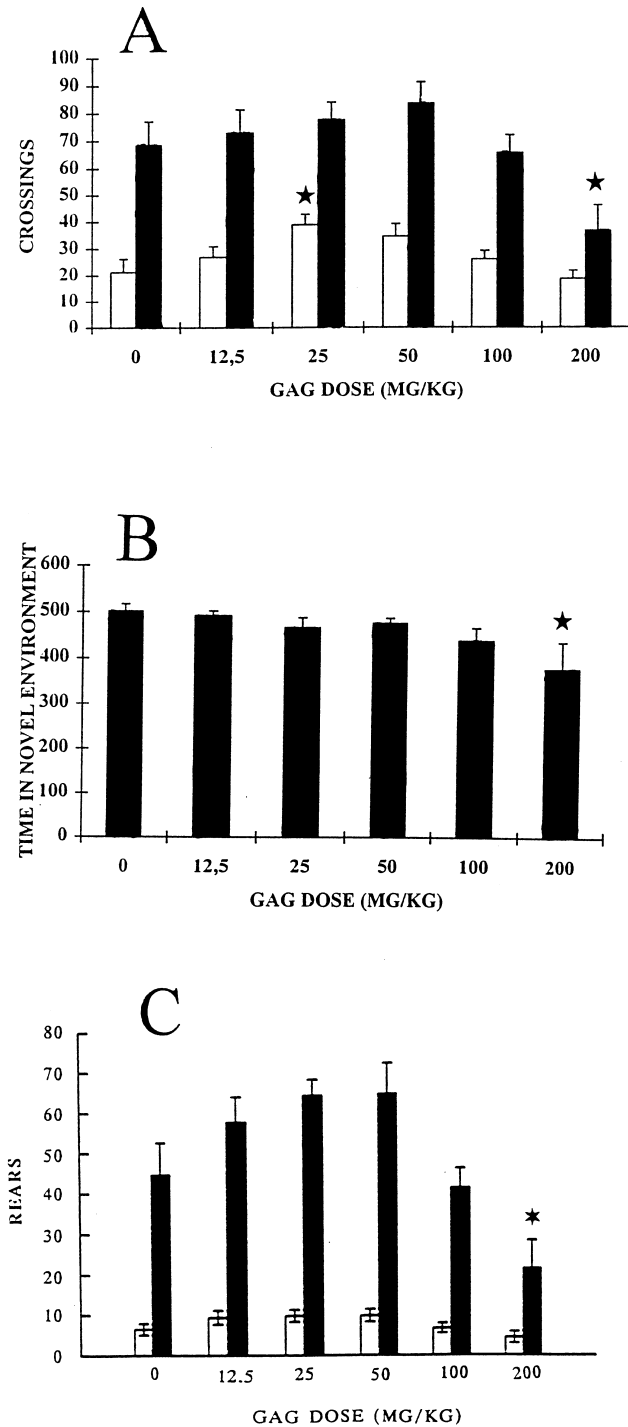 A
CROSSINGS
100
90
80
70
60
50
40
30
20
10
0
0 12,5 25 50 100 200
GAG DOSE (MG/KG)
B
TIME IN NOVEL ENVIRONMENT
600
500
400
300
200
100
0
0 12,5 25 50 100 200
GAG DOSE (MG/KG)
C
REARS
80
70
60
50
40
30
20
10
0
0 12.5 25 50 100 200
GAG DOSE (MG/KG)